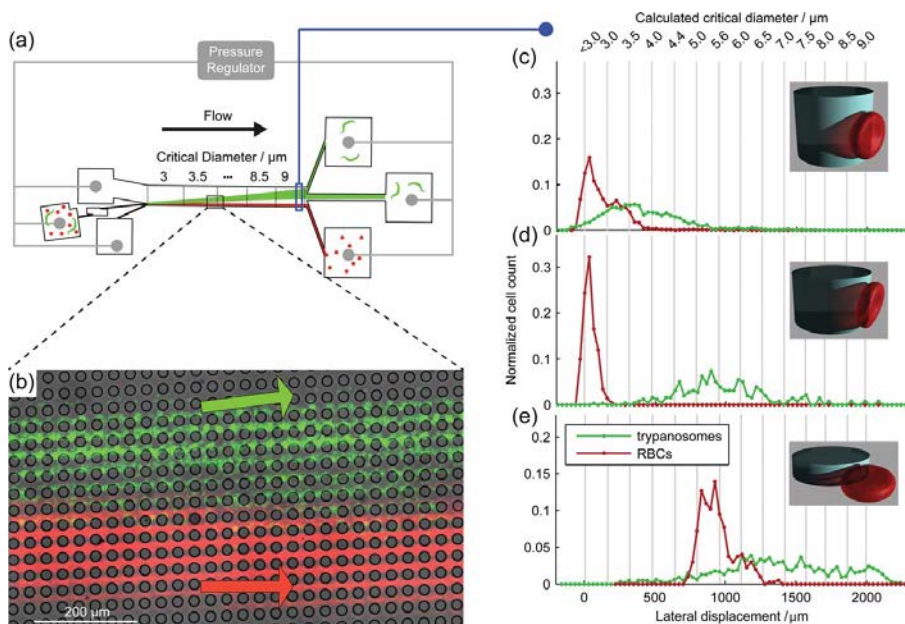 (a)
Pressure
Regulator
Flow
Critical Diameter / µm
3 3.5 ... 8.5 9
(b)
200 µm
Calculated critical diameter / µm
<3.0 3.0 3.5 4.0 4.4 5.0 5.6 6.0 6.5 7.0 7.5 8.0 8.5 9.0
(c)
0.3
0.2
0.1
0
(d)
0.3
0.2
0.1
0
Normalized cell count
(e)
0.2
0.15
0.1
0.05
0
trypanosomes
RBCs
0 500 1000 1500 2000
Lateral displacement /µm